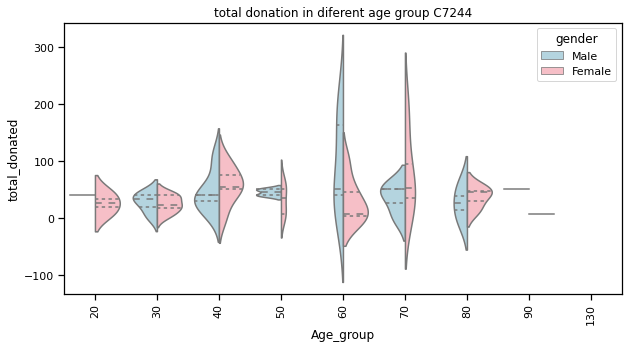 total donation in diferent age group C7244
gender
Male
Female
300
200
100
0
−100
total_donated
20
30
40
50
60
70
80
90
130
Age_group